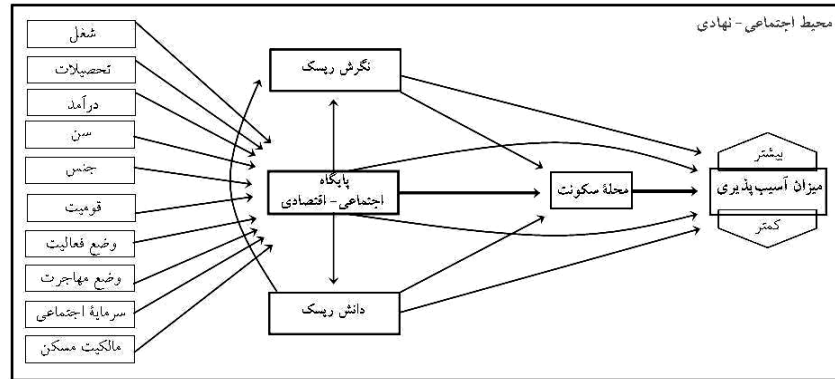 محیط اجتماعی - نهادی
شغل
تحصیلات
درآمد
سن
جنس
قومیت
وضع فعالیت
وضع مهاجرت
سرمایهٔ اجتماعی
مالکیت مسکن
نگرش ریسک
پایگاه
اجتماعی - اقتصادی
دانش ریسک
محلهٔ سکونت
بیشتر
میزان آسیب‌پذیری
کمتر